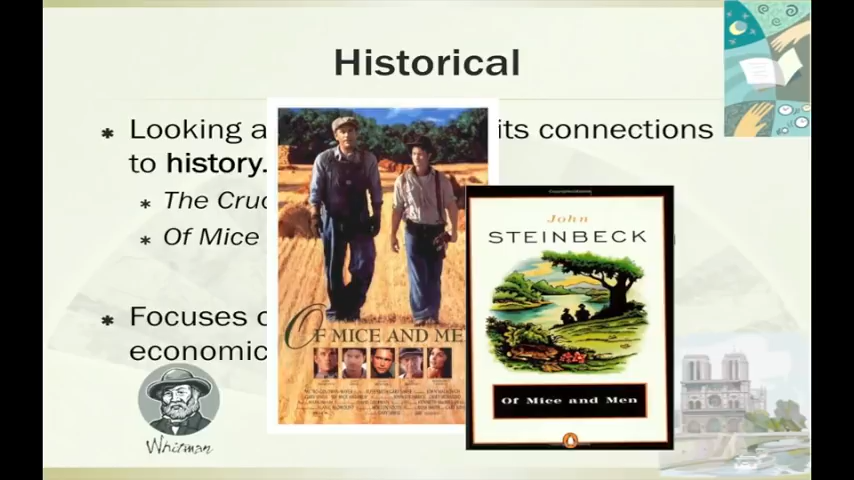 Historical
* Looking a its connections
to history.
* The Cruc
* Of Mice
* Focuses
economic
Whitman
OF MICE AND ME
John
STEINBECK
Of Mice and Men